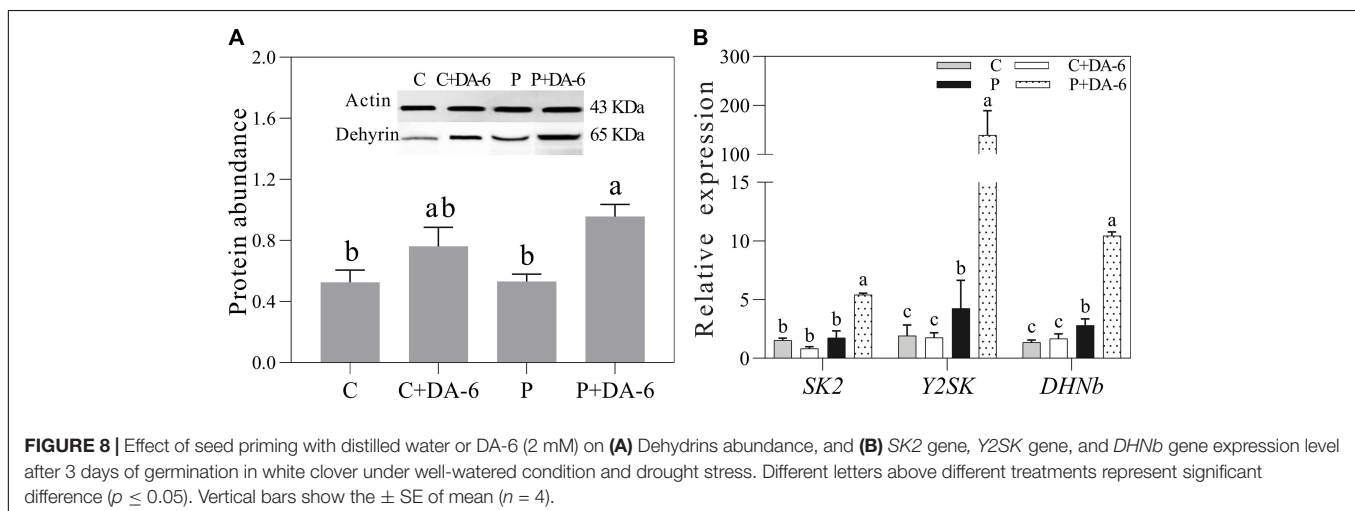 A
B
2.0
1.6
1.2
0.8
0.4
0.0
Protein abundance
C C+DA-6 P P+DA-6
Actin 43 KDa
Dehyrin 65 KDa
b ab b a
C C+DA-6 P P+DA-6
300
200
100
15
10
5
0
Relative expression
C C+DA-6
P P+DA-6
b b b a
c c b a
c c b a
SK2 Y2SK DHNb
FIGURE 8 | Effect of seed priming with distilled water or DA-6 (2 mM) on (A) Dehydrins abundance, and (B) SK2 gene, Y2SK gene, and DHNb gene expression level
after 3 days of germination in white clover under well-watered condition and drought stress. Different letters above different treatments represent significant
difference (p ≤ 0.05). Vertical bars show the ± SE of mean (n = 4).